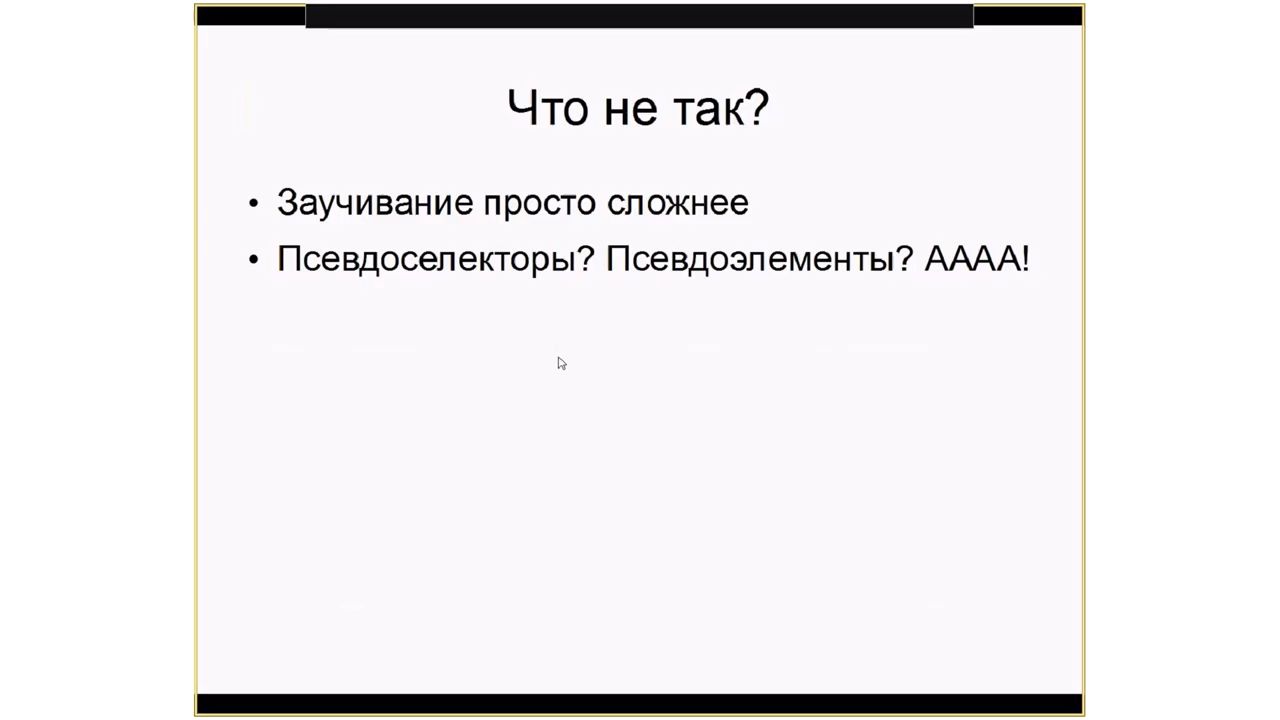 Что не так?
• Заучивание просто сложнее
• Псевдоселекторы? Псевдоэлементы? АААА!